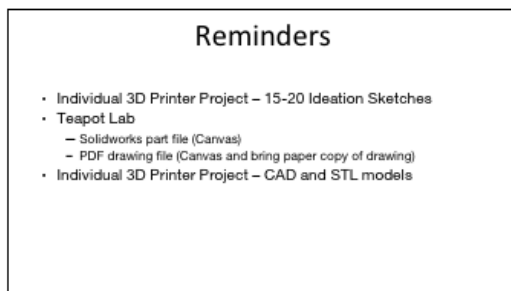 Reminders
• Individual 3D Printer Project – 15-20 Ideation Sketches
• Teapot Lab
– Solidworks part file (Canvas)
– PDF drawing file (Canvas and bring paper copy of drawing)
• Individual 3D Printer Project – CAD and STL models